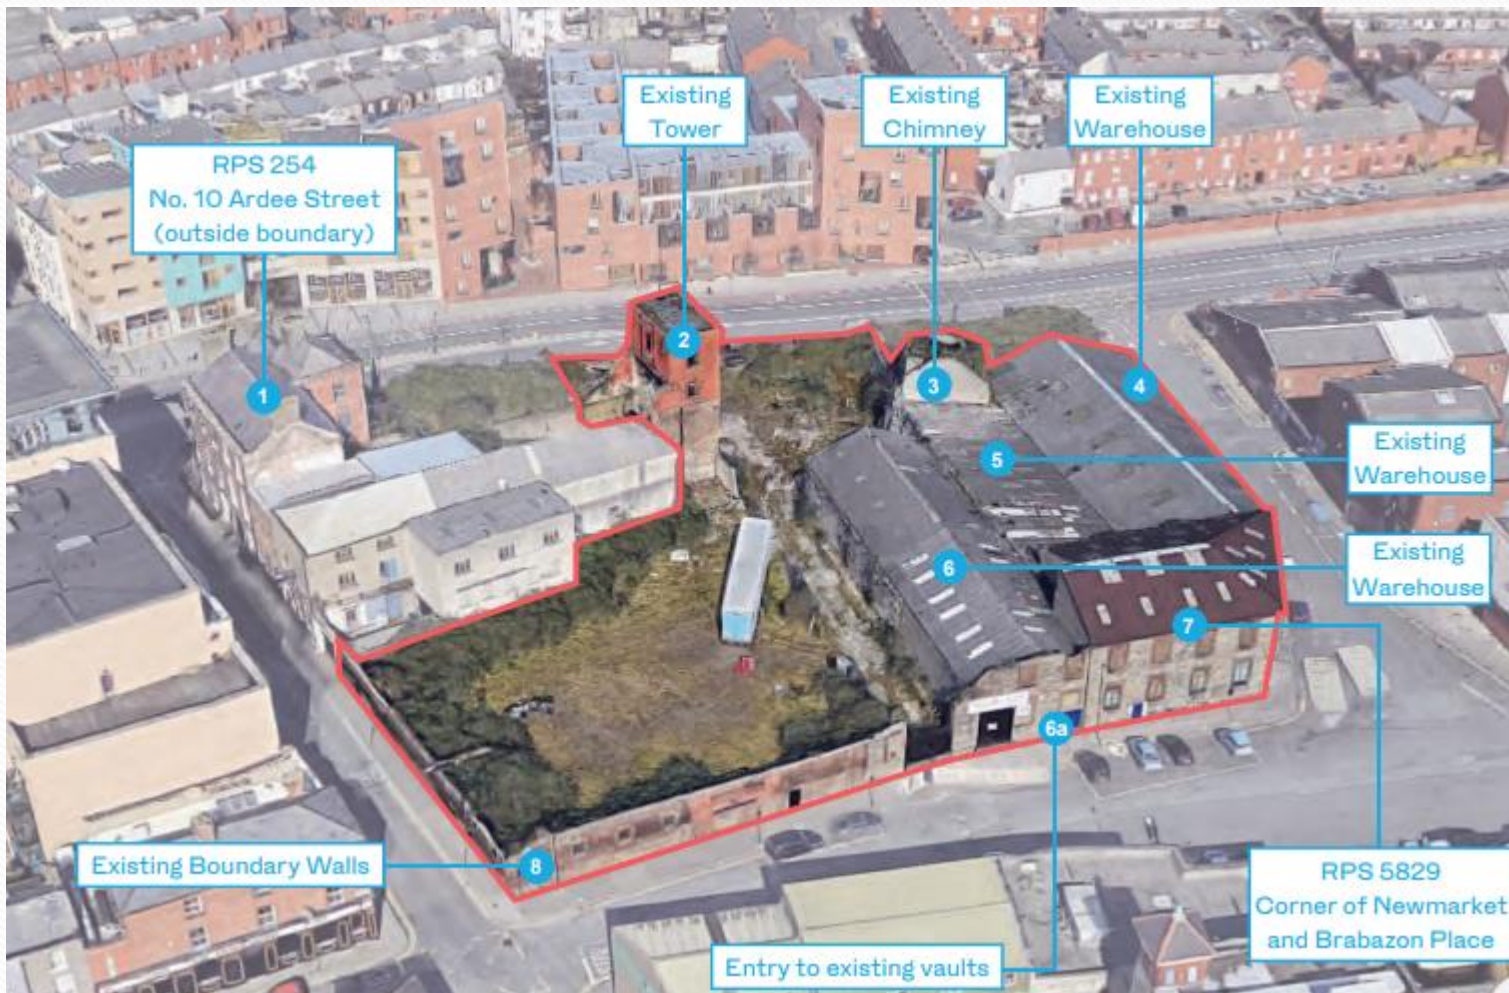 Existing
Tower
Existing
Chimney
Existing
Warehouse
RPS 254
No. 10 Ardee Street
(outside boundary)
2
1
3
4
Existing
Warehouse
5
Existing
Warehouse
6
7
6a
Existing Boundary Walls
8
RPS 5829
Corner of Newmarket
and Brabazon Place
Entry to existing vaults